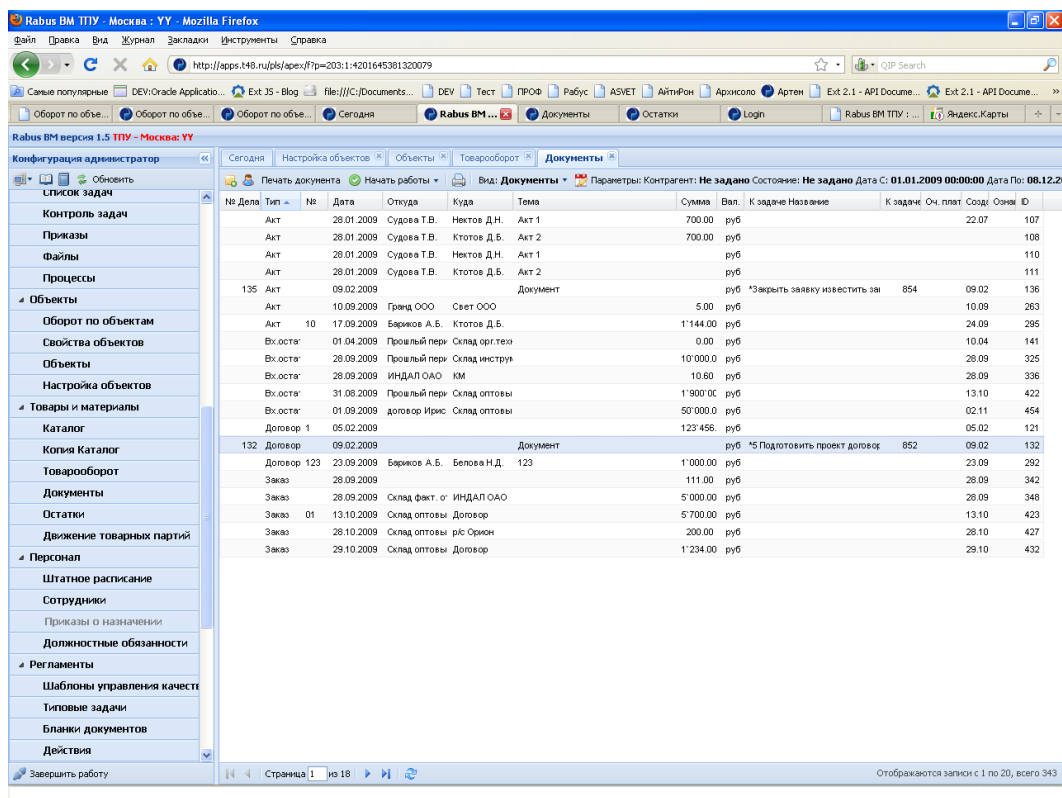 Rabus BM ТПУ - Москва : YY - Mozilla Firefox
Файл Правка Вид Журнал Закладки Инструменты Справка
http://apps.t48.ru/pls/apex/f?p=203:1:4201645381320079 QIP Search
Самые популярные DEV:Oracle Applicatio... Ext JS - Blog file:///C:/Documents... DEV Тест ПРОФ Рабус ASVET АйтиРон Архисоло Артен Ext 2.1 - API Docume... Ext 2.1 - API Docume... »
Оборот по объе... Оборот по объе... Оборот по объе... Сегодня Rabus BM ... Документы Остатки Login Rabus BM ТПУ : ... Яндекс.Карты
Rabus BM версия 1.5 ТПУ - Москва: YY
Конфигурация администратор «
Обновить
Список задач
Контроль задач
Приказы
Файлы
Процессы
Объекты
Оборот по объектам
Свойства объектов
Объекты
Настройка объектов
Товары и материалы
Каталог
Копия Каталог
Товарооборот
Документы
Остатки
Движение товарных партий
Персонал
Штатное расписание
Сотрудники
Приказы о назначении
Должностные обязанности
Регламенты
Шаблоны управления качеств
Типовые задачи
Бланки документов
Действия
Завершить работу
Сегодня Настройка объектов Объекты Товарооборот Документы
Печать документа Начать работы Вид: Документы Параметры: Контрагент: Не задано Состояние: Не задано Дата С: 01.01.2009 00:00:00 Дата По: 08.12.20
№ Дела Тип № Дата Откуда Куда Тема Сумма Вал. К задаче Название К задаче Оч. плат Созда Ознак ID
Акт 28.01.2009 Судова Т.В. Нектов Д.Н. Акт 1 700.00 руб 22.07 107
Акт 28.01.2009 Судова Т.В. Ктотов Д.Б. Акт 2 700.00 руб 108
Акт 28.01.2009 Судова Т.В. Нектов Д.Н. Акт 1 руб 110
Акт 28.01.2009 Судова Т.В. Ктотов Д.Б. Акт 2 руб 111
135 Акт 09.02.2009 Документ руб *Закрыть заявку известить за 854 09.02 136
Акт 10.09.2009 Гранд ООО Свет ООО 5.00 руб 10.09 263
Акт 10 17.09.2009 Бариков А.Б. Ктотов Д.Б. 1`144.00 руб 24.09 295
Вх.оста 01.04.2009 Прошлый пери Склад орг.техн 0.00 руб 10.04 141
Вх.оста 28.09.2009 Прошлый пери Склад инструм 10`000.0 руб 28.09 325
Вх.оста 28.09.2009 ИНДАЛ ОАО КМ 10.60 руб 28.09 336
Вх.оста 31.08.2009 Прошлый пери Склад оптовы 1`900`00 руб 13.10 422
Вх.оста 01.09.2009 договор Ирис Склад оптовы 50`000.0 руб 02.11 454
Договор 1 05.02.2009 123`456. руб 05.02 121
132 Договор 09.02.2009 Документ руб *5 Подготовить проект договор 852 09.02 132
Договор 123 23.09.2009 Бариков А.Б. Белова Н.Д. 123 1`000.00 руб 23.09 292
Заказ 28.09.2009 111.00 руб 28.09 342
Заказ 28.09.2009 Склад факт. о ИНДАЛ ОАО 5`000.00 руб 28.09 348
Заказ 01 13.10.2009 Склад оптовы Договор 5`700.00 руб 13.10 423
Заказ 28.10.2009 Склад оптовы р/с Орион 200.00 руб 28.10 427
Заказ 29.10.2009 Склад оптовы Договор 1`234.00 руб 29.10 432
Страница 1 из 18 Отображаются записи с 1 по 20, всего 343